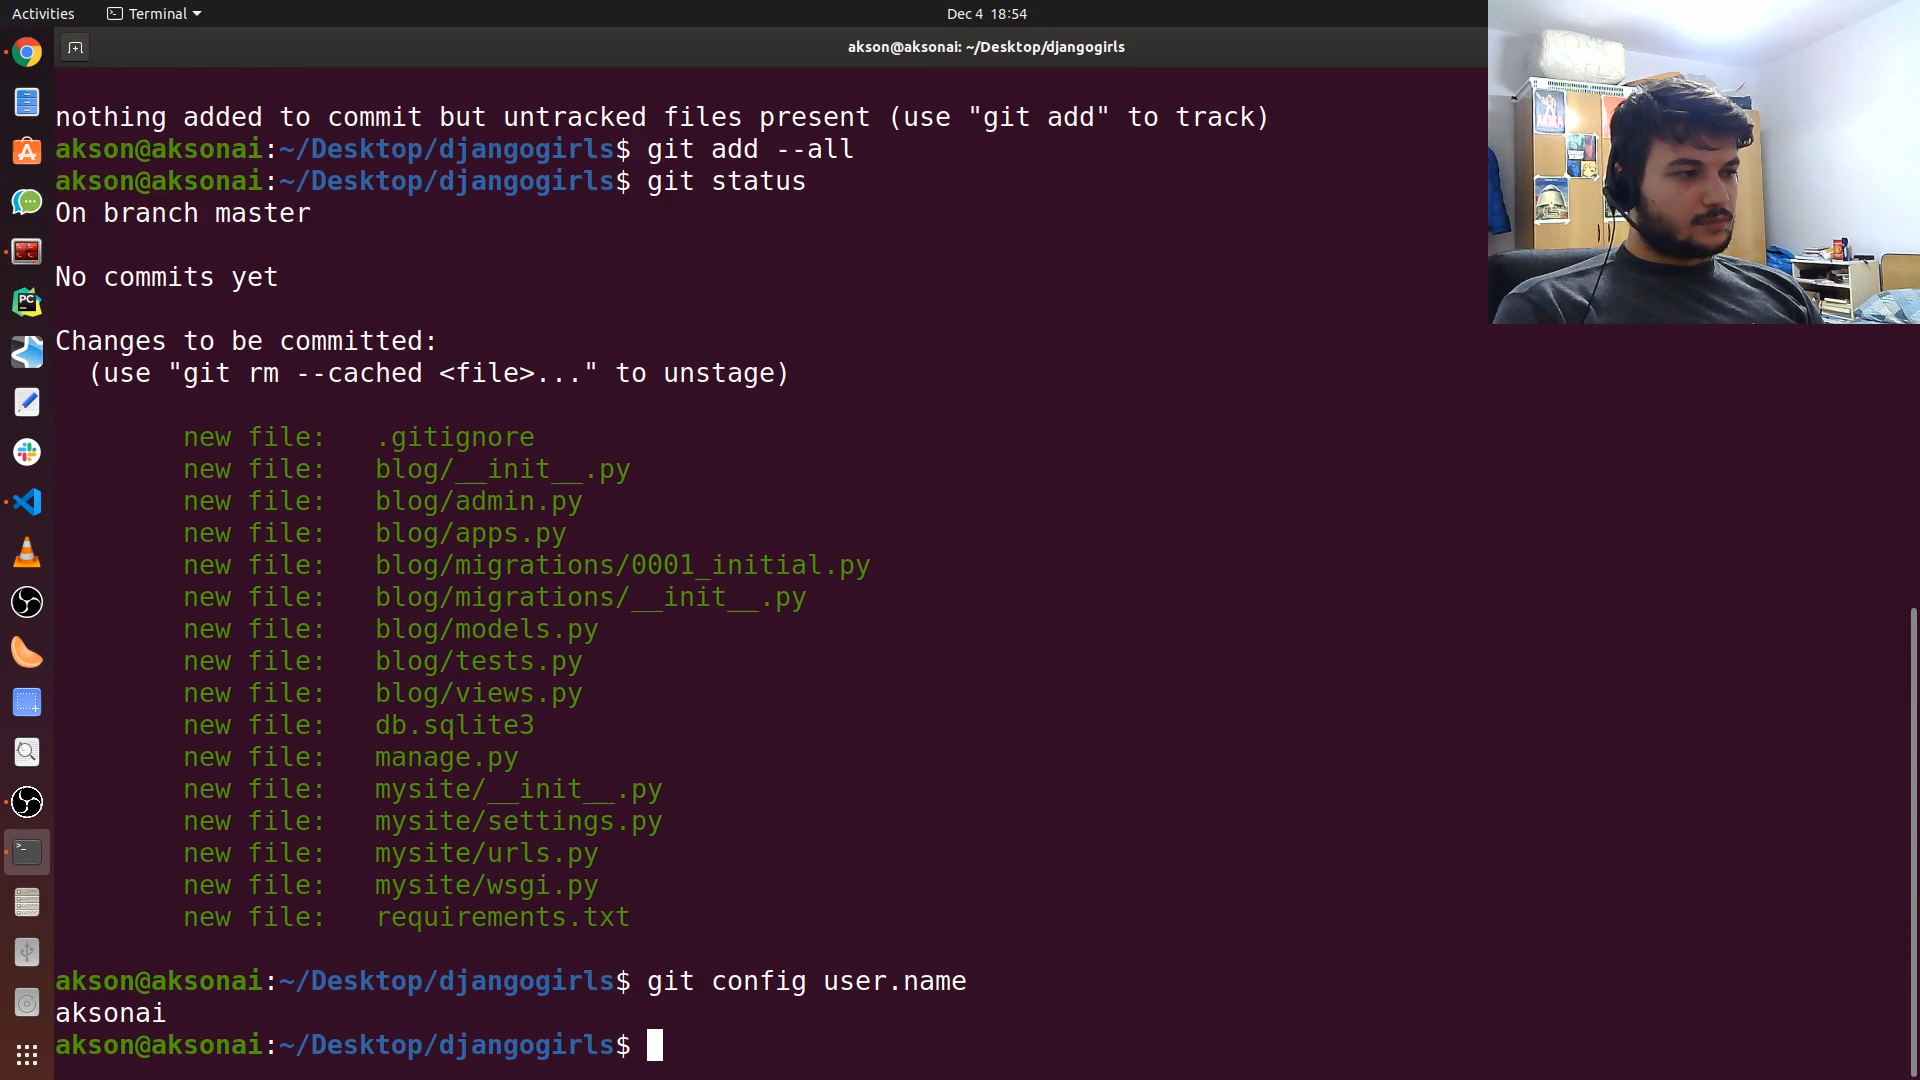 Activities
Terminal
Dec 4 18:54
akson@aksonai: ~/Desktop/djangogirls
nothing added to commit but untracked files present (use "git add" to track)
akson@aksonai:~/Desktop/djangogirls$ git add --all
akson@aksonai:~/Desktop/djangogirls$ git status
On branch master
No commits yet
Changes to be committed:
(use "git rm --cached <file>..." to unstage)
new file: .gitignore
new file: blog/__init__.py
new file: blog/admin.py
new file: blog/apps.py
new file: blog/migrations/0001_initial.py
new file: blog/migrations/__init__.py
new file: blog/models.py
new file: blog/tests.py
new file: blog/views.py
new file: db.sqlite3
new file: manage.py
new file: mysite/__init__.py
new file: mysite/settings.py
new file: mysite/urls.py
new file: mysite/wsgi.py
new file: requirements.txt
akson@aksonai:~/Desktop/djangogirls$ git config user.name
aksonai
akson@aksonai:~/Desktop/djangogirls$
PC